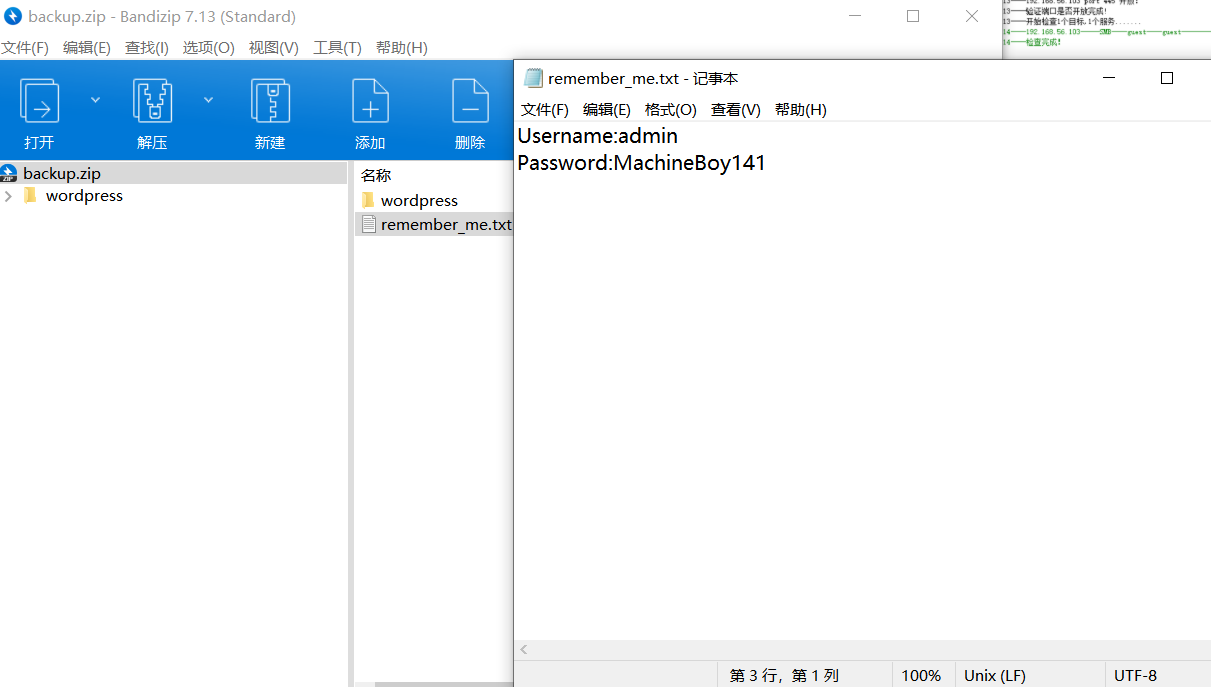 backup.zip - Bandizip 7.13 (Standard)
文件(F) 编辑(E) 查找(I) 选项(O) 视图(V) 工具(T) 帮助(H)
打开 解压 新建 添加 删除
backup.zip
wordpress
名称
wordpress
remember_me.txt
13——192.168.56.103 port 445 开放!
13——验证端口是否开放完成!
13——开始检查1个目标,1个服务.......
14——192.168.56.103——SMB——guest——guest——
14——检查完成!
remember_me.txt - 记事本
文件(F) 编辑(E) 格式(O) 查看(V) 帮助(H)
Username:admin
Password:MachineBoy141
第 3 行，第 1 列 100% Unix (LF) UTF-8